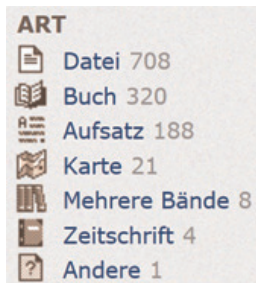 ART
Datei 708
Buch 320
Aufsatz 188
Karte 21
Mehrere Bände 8
Zeitschrift 4
Andere 1